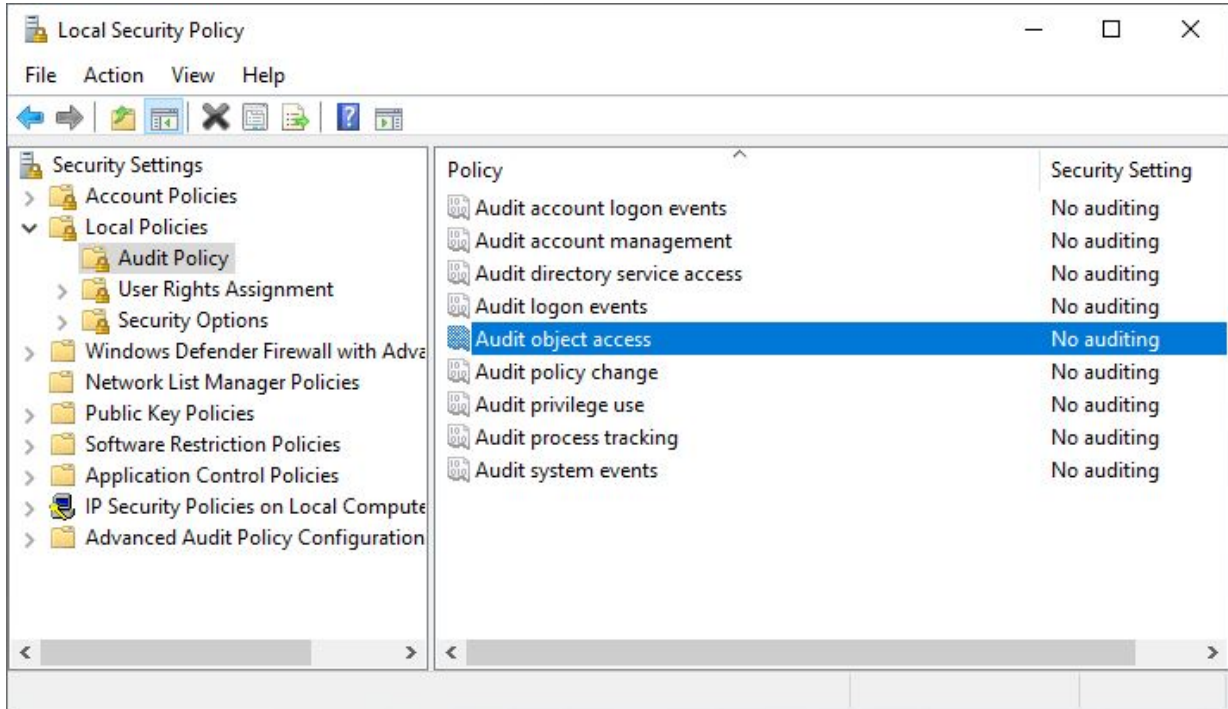 Local Security Policy
File Action View Help
Security Settings
Account Policies
Local Policies
Audit Policy
User Rights Assignment
Security Options
Windows Defender Firewall with Adva
Network List Manager Policies
Public Key Policies
Software Restriction Policies
Application Control Policies
IP Security Policies on Local Compute
Advanced Audit Policy Configuration
Policy Security Setting
Audit account logon events No auditing
Audit account management No auditing
Audit directory service access No auditing
Audit logon events No auditing
Audit object access No auditing
Audit policy change No auditing
Audit privilege use No auditing
Audit process tracking No auditing
Audit system events No auditing